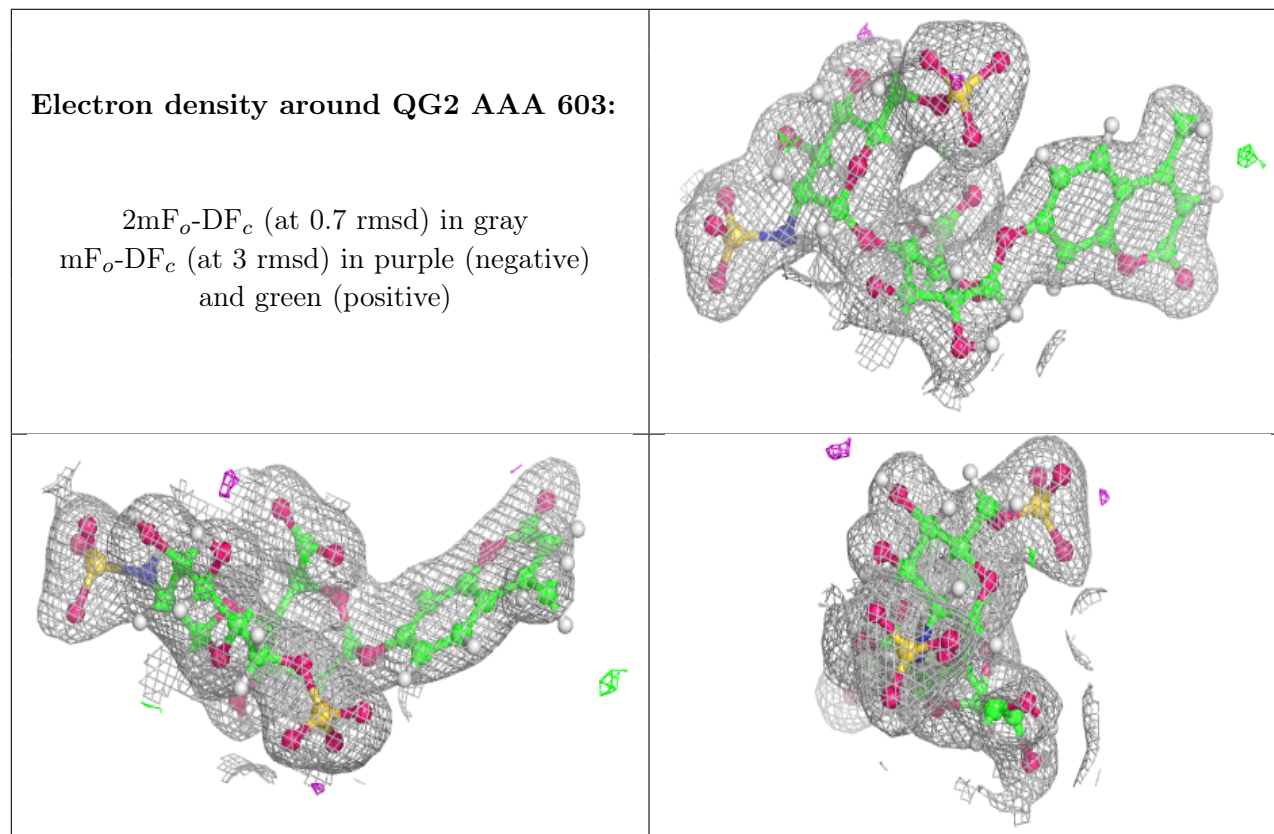 Electron density around QG2 AAA 603:
2mFo-DFc (at 0.7 rmsd) in gray
mFo-DFc (at 3 rmsd) in purple (negative)
and green (positive)